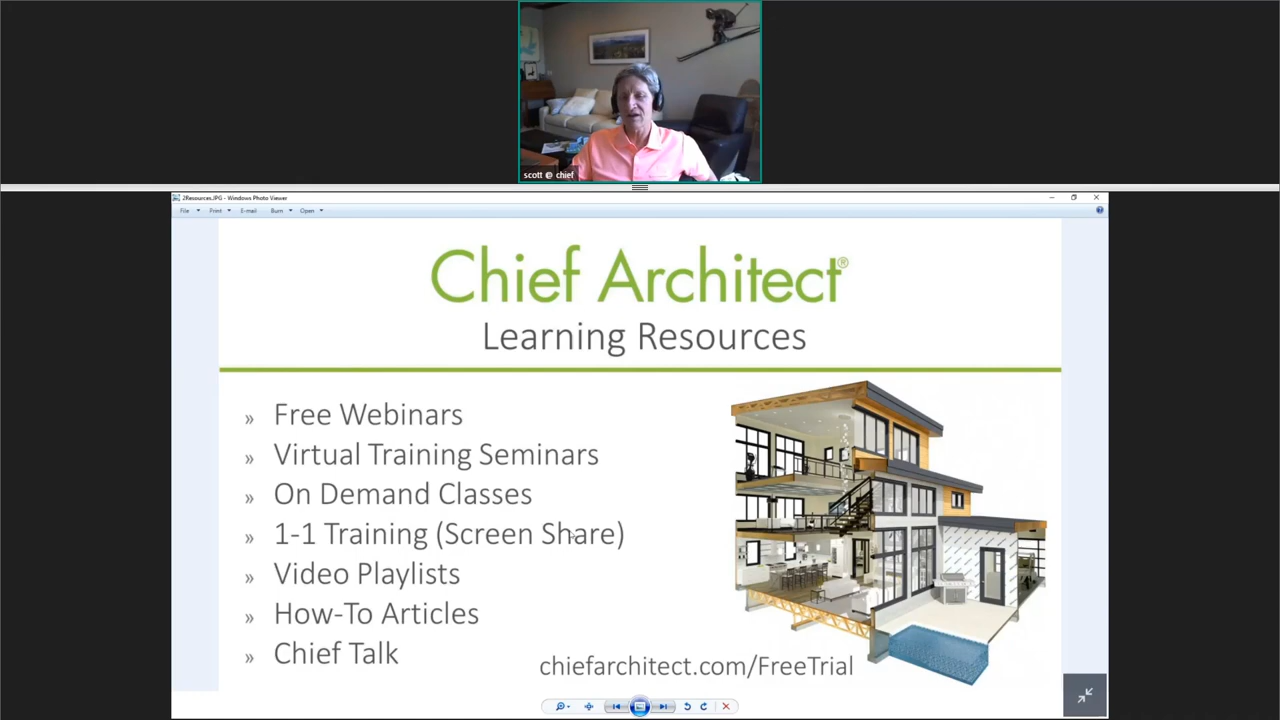 scott @ chief
2Resources.JPG - Windows Photo Viewer
File Print E-mail Burn Open
Chief Architect®
Learning Resources
» Free Webinars
» Virtual Training Seminars
» On Demand Classes
» 1-1 Training (Screen Share)
» Video Playlists
» How-To Articles
» Chief Talk
chiefarchitect.com/FreeTrial